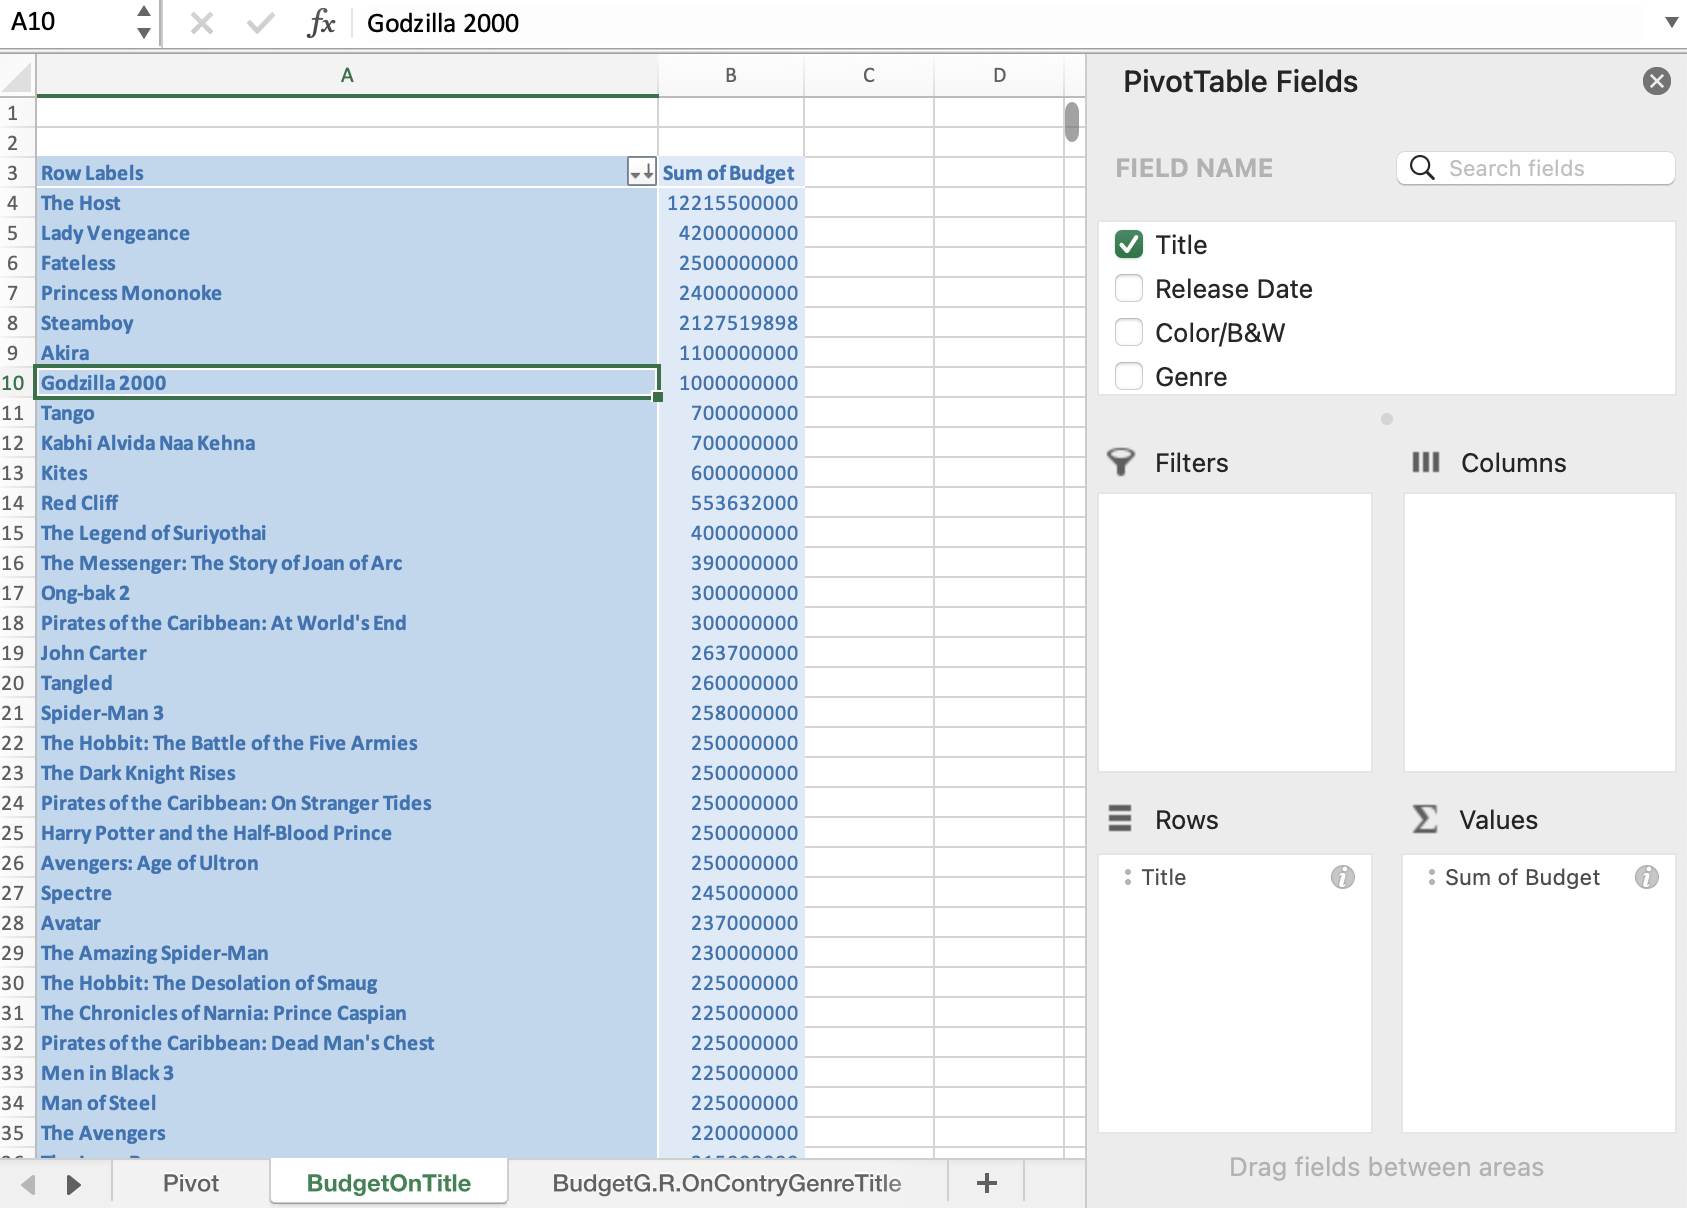 A10 fx Godzilla 2000
A B C D
1
2
3 Row Labels Sum of Budget
4 The Host 12215500000
5 Lady Vengeance 4200000000
6 Fateless 2500000000
7 Princess Mononoke 2400000000
8 Steamboy 2127519898
9 Akira 1100000000
10 Godzilla 2000 1000000000
11 Tango 700000000
12 Kabhi Alvida Naa Kehna 700000000
13 Kites 600000000
14 Red Cliff 553632000
15 The Legend of Suriyothai 400000000
16 The Messenger: The Story of Joan of Arc 390000000
17 Ong-bak 2 300000000
18 Pirates of the Caribbean: At World's End 300000000
19 John Carter 263700000
20 Tangled 260000000
21 Spider-Man 3 258000000
22 The Hobbit: The Battle of the Five Armies 250000000
23 The Dark Knight Rises 250000000
24 Pirates of the Caribbean: On Stranger Tides 250000000
25 Harry Potter and the Half-Blood Prince 250000000
26 Avengers: Age of Ultron 250000000
27 Spectre 245000000
28 Avatar 237000000
29 The Amazing Spider-Man 230000000
30 The Hobbit: The Desolation of Smaug 225000000
31 The Chronicles of Narnia: Prince Caspian 225000000
32 Pirates of the Caribbean: Dead Man's Chest 225000000
33 Men in Black 3 225000000
34 Man of Steel 225000000
35 The Avengers 220000000
Pivot BudgetOnTitle BudgetG.R.OnContryGenreTitle +
PivotTable Fields
FIELD NAME Search fields
Title
Release Date
Color/B&W
Genre
Filters Columns
Rows Σ Values
Title Sum of Budget
Drag fields between areas